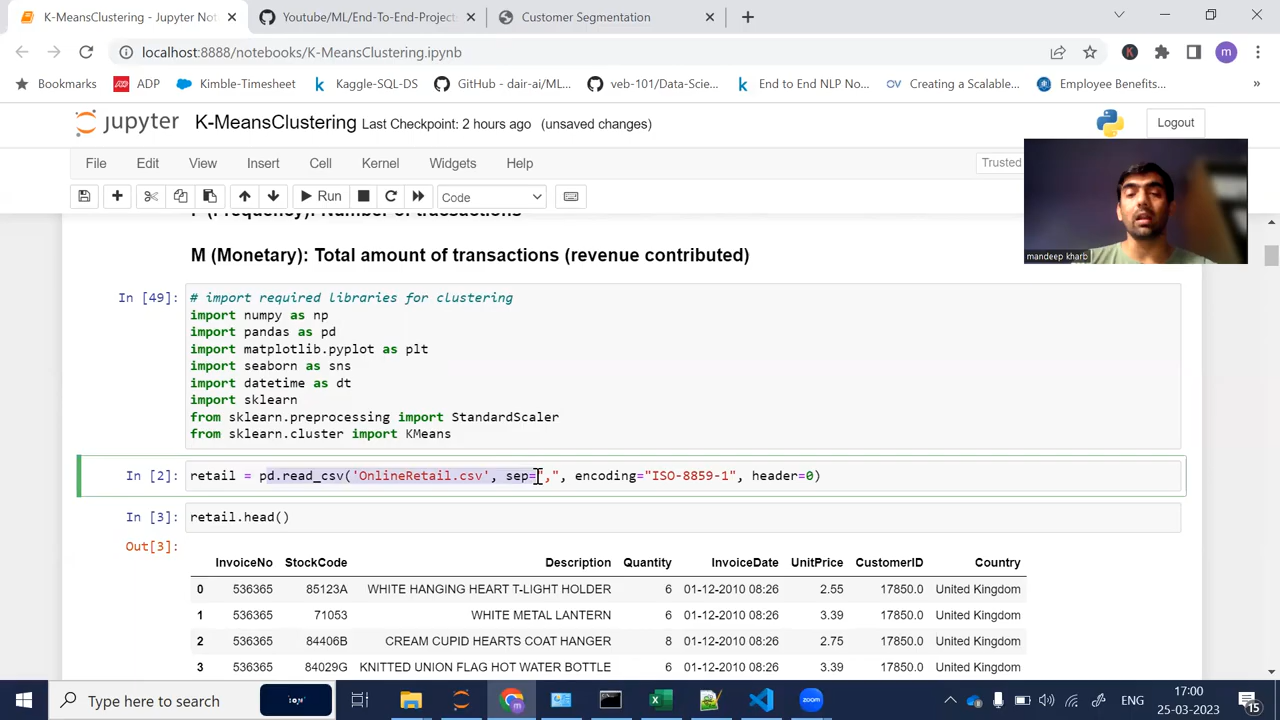 K-MeansClustering - Jupyter No
Youtube/ML/End-To-End-Project
Customer Segmentation
localhost:8888/notebooks/K-MeansClustering.ipynb
m
Bookmarks
ADP
Kimble-Timesheet
Kaggle-SQL-DS
GitHub - dair-ai/ML...
veb-101/Data-Scie...
End to End NLP No...
OV
Creating a Scalable...
Employee Benefits...
»
jupyter
K-MeansClustering
Last Checkpoint: 2 hours ago
(unsaved changes)
Logout
File
Edit
View
Insert
Cell
Kernel
Widgets
Help
Trusted
Run
Code
F (Frequency): Number of transactions
M (Monetary): Total amount of transactions (revenue contributed)
mandeep kharb
In [49]:
# import required libraries for clustering
import numpy as np
import pandas as pd
import matplotlib.pyplot as plt
import seaborn as sns
import datetime as dt
import sklearn
from sklearn.preprocessing import StandardScaler
from sklearn.cluster import KMeans
In [2]:
retail = pd.read_csv('OnlineRetail.csv', sep=",", encoding="ISO-8859-1", header=0)
In [3]:
retail.head()
Out[3]:
InvoiceNo StockCode Description Quantity InvoiceDate UnitPrice CustomerID Country
0 536365 85123A WHITE HANGING HEART T-LIGHT HOLDER 6 01-12-2010 08:26 2.55 17850.0 United Kingdom
1 536365 71053 WHITE METAL LANTERN 6 01-12-2010 08:26 3.39 17850.0 United Kingdom
2 536365 84406B CREAM CUPID HEARTS COAT HANGER 8 01-12-2010 08:26 2.75 17850.0 United Kingdom
3 536365 84029G KNITTED UNION FLAG HOT WATER BOTTLE 6 01-12-2010 08:26 3.39 17850.0 United Kingdom
Type here to search
ENG
17:00
25-03-2023
15